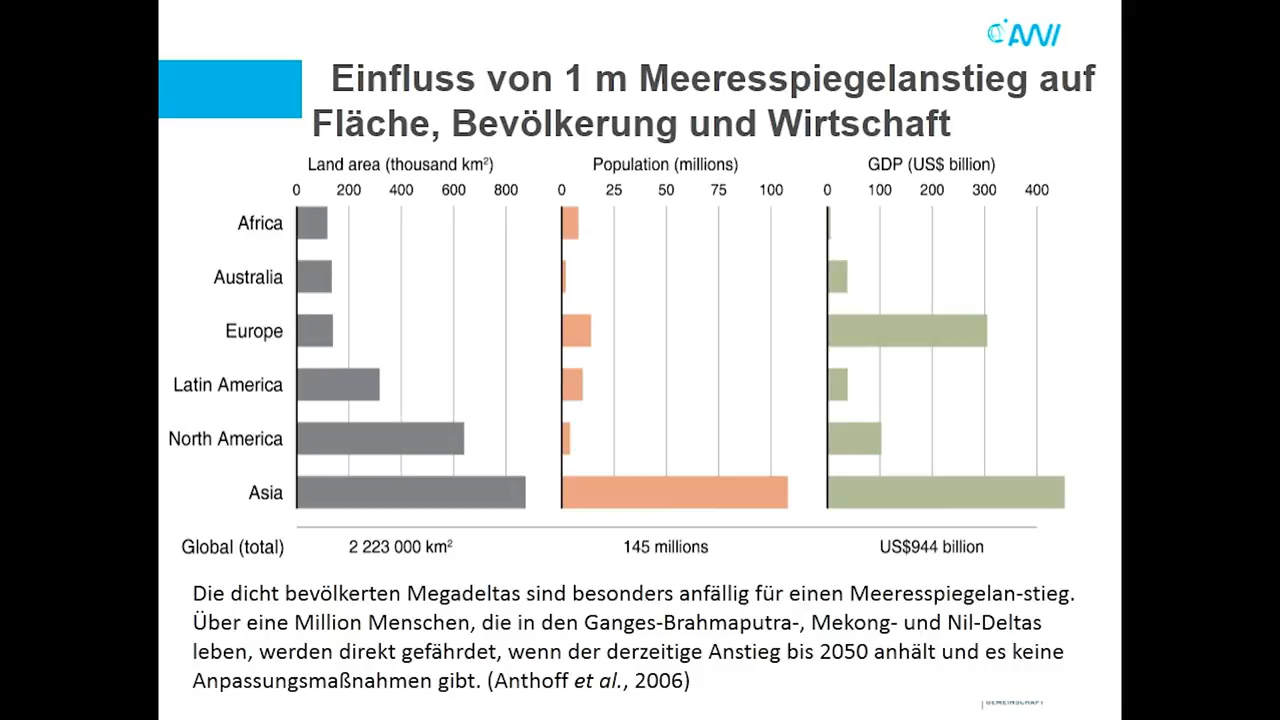 AWI
Einfluss von 1 m Meeresspiegelanstieg auf
Fläche, Bevölkerung und Wirtschaft
Land area (thousand km²) Population (millions) GDP (US$ billion)
0 200 400 600 800 0 25 50 75 100 0 100 200 300 400
Africa
Australia
Europe
Latin America
North America
Asia
Global (total) 2 223 000 km² 145 millions US$944 billion
Die dicht bevölkerten Megadeltas sind besonders anfällig für einen Meeresspiegelan-stieg.
Über eine Million Menschen, die in den Ganges-Brahmaputra-, Mekong- und Nil-Deltas
leben, werden direkt gefährdet, wenn der derzeitige Anstieg bis 2050 anhält und es keine
Anpassungsmaßnahmen gibt. (Anthoff et al., 2006)
GEMEINSCHAFT